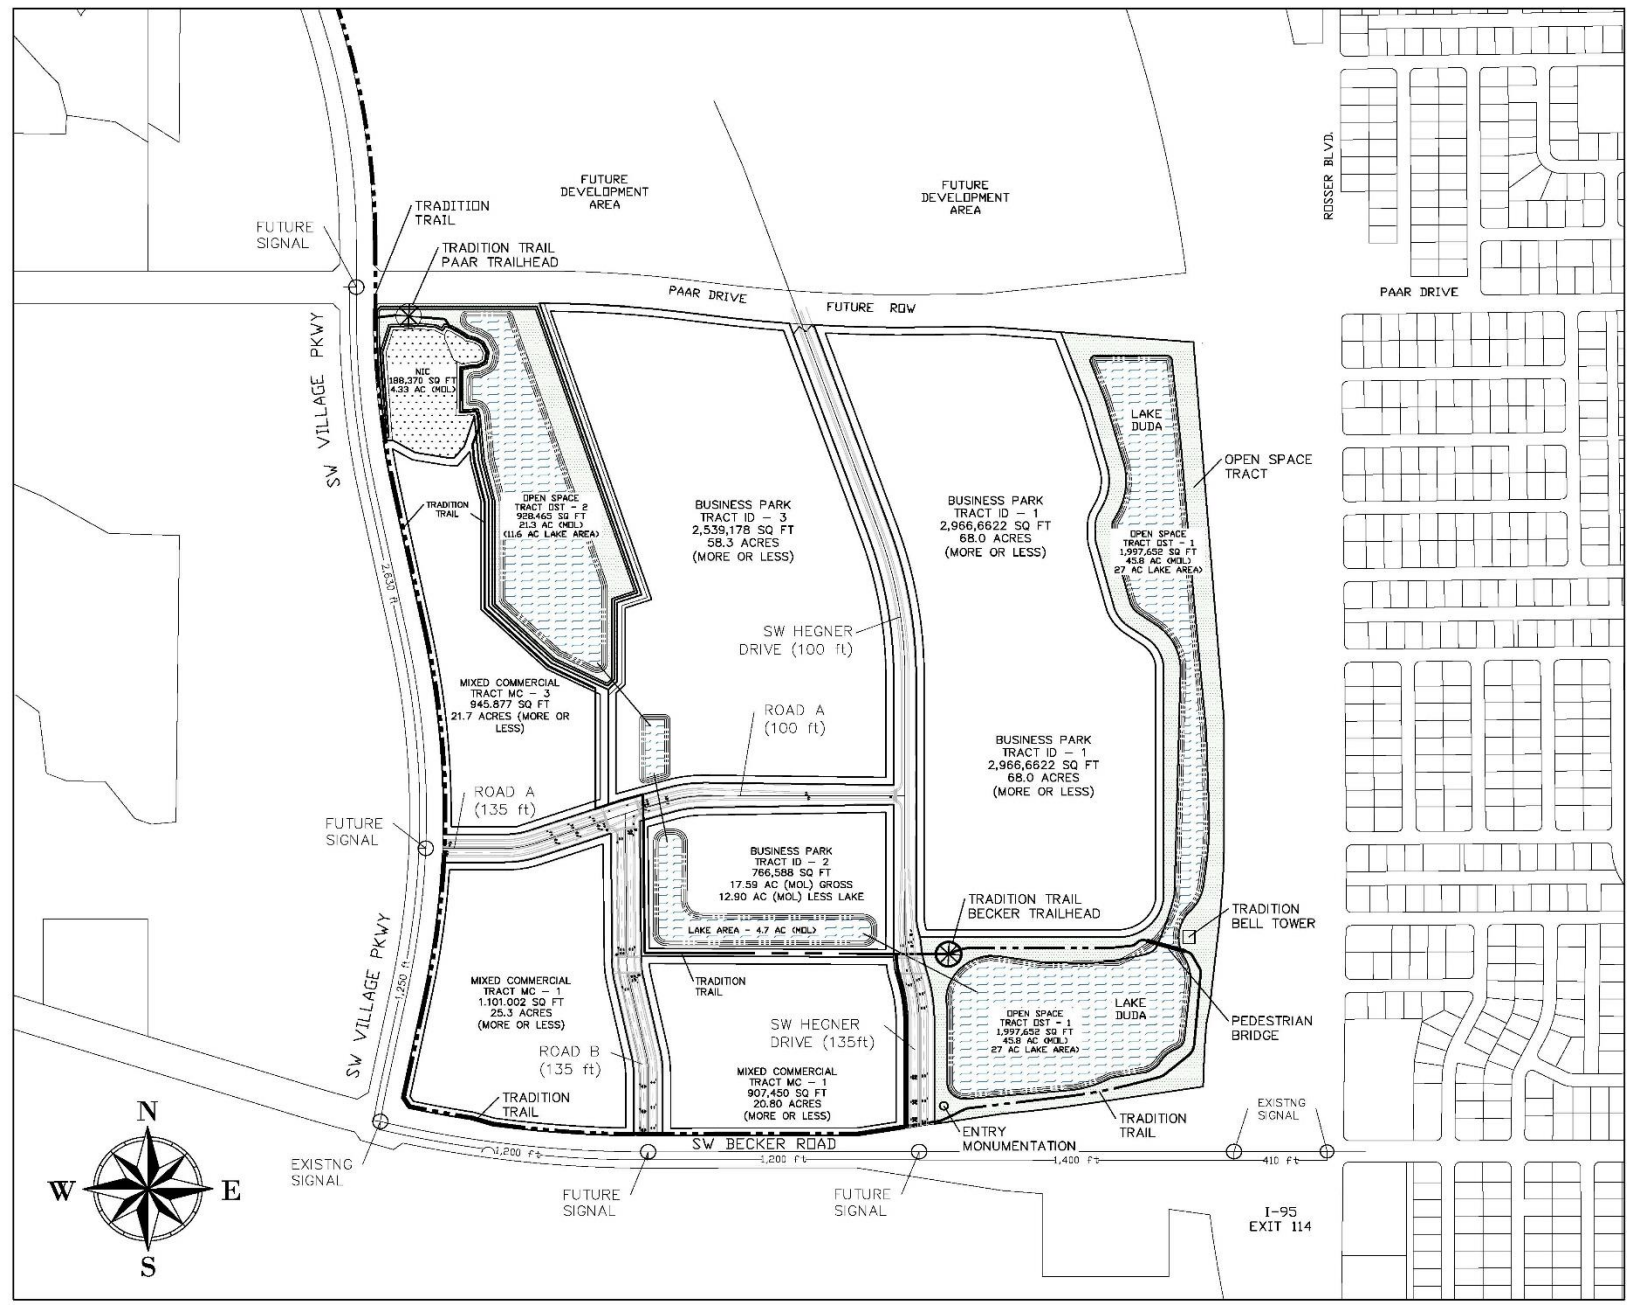 FUTURE
DEVELOPMENT
AREA
FUTURE
DEVELOPMENT
AREA
ROSSER BLVD.
TRADITION
TRAIL
FUTURE
SIGNAL
TRADITION TRAIL
PAAR TRAILHEAD
PAAR DRIVE
FUTURE ROW
PAAR DRIVE
SW VILLAGE PKWY
NIC
188,370 SQ FT
4.33 AC (MOL)
LAKE
DUDA
OPEN SPACE
TRACT
TRADITION
TRAIL
OPEN SPACE
TRACT OST - 2
928,465 SQ FT
21.3 AC (MOL)
(11.6 AC LAKE AREA)
BUSINESS PARK
TRACT ID - 3
2,539,178 SQ FT
58.3 ACRES
(MORE OR LESS)
BUSINESS PARK
TRACT ID - 1
2,966,6622 SQ FT
68.0 ACRES
(MORE OR LESS)
OPEN SPACE
TRACT OST - 1
1,997,652 SQ FT
45.8 AC (MOL)
27 AC LAKE AREA)
2,630 ft
SW HEGNER
DRIVE (100 ft)
MIXED COMMERCIAL
TRACT MC - 3
945.877 SQ FT
21.7 ACRES (MORE OR
LESS)
ROAD A
(100 ft)
BUSINESS PARK
TRACT ID - 1
2,966,6622 SQ FT
68.0 ACRES
(MORE OR LESS)
ROAD A
(135 ft)
FUTURE
SIGNAL
BUSINESS PARK
TRACT ID - 2
766,588 SQ FT
17.59 AC (MOL) GROSS
12.90 AC (MOL) LESS LAKE
LAKE AREA - 4.7 AC (MOL)
TRADITION TRAIL
BECKER TRAILHEAD
TRADITION
BELL TOWER
SW VILLAGE PKWY
1,250 ft
MIXED COMMERCIAL
TRACT MC - 1
1.101.002 SQ FT
25.3 ACRES
(MORE OR LESS)
TRADITION
TRAIL
LAKE
DUDA
OPEN SPACE
TRACT OST - 1
1,997,652 SQ FT
45.8 AC (MOL)
27 AC LAKE AREA)
PEDESTRIAN
BRIDGE
SW HEGNER
DRIVE (135ft)
ROAD B
(135 ft)
MIXED COMMERCIAL
TRACT MC - 1
907,450 SQ FT
20.80 ACRES
(MORE OR LESS)
TRADITION
TRAIL
TRADITION
TRAIL
EXISTNG
SIGNAL
ENTRY
MONUMENTATION
SW BECKER ROAD
1,200 ft
1,200 ft
1,400 ft
410 ft
EXISTNG
SIGNAL
FUTURE
SIGNAL
FUTURE
SIGNAL
I-95
EXIT 114
N
W
E
S